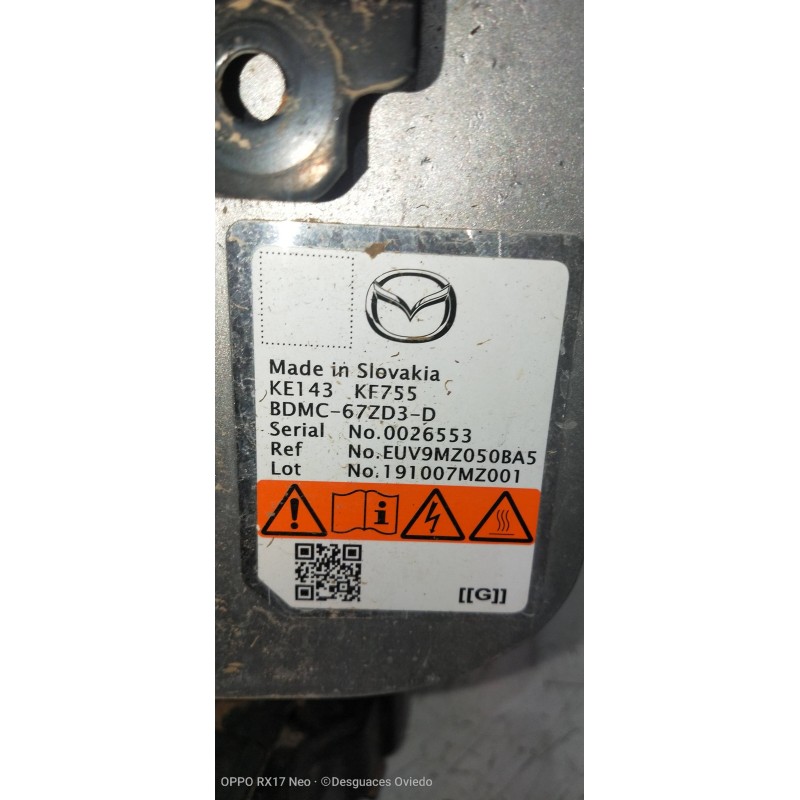 Made in Slovakia
KE143 KF755
BDMC-67ZD3-D
Serial No.0026553
Ref No.EUV9MZ050BA5
Lot No.191007MZ001
[[G]]
OPPO RX17 Neo · ©Desguaces Oviedo